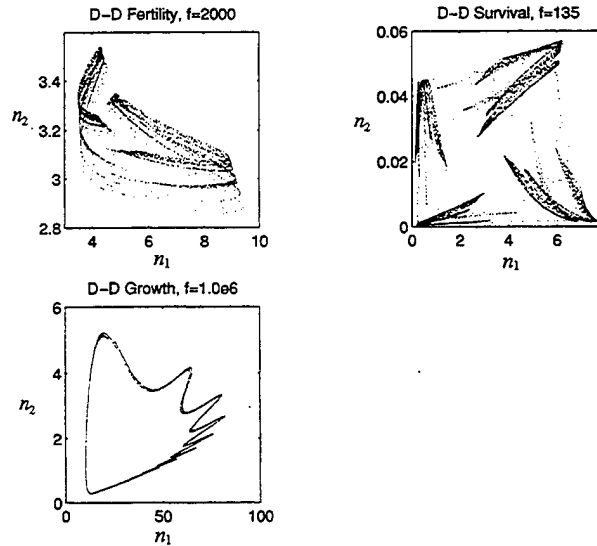 D-D Fertility, f=2000
3.4
3.2
3
2.8
n2
4
6
8
10
n1
D-D Survival, f=135
0.06
0.04
0.02
0
n2
0
2
4
6
n1
D-D Growth, f=1.0e6
6
4
2
0
n2
0
50
100
n1